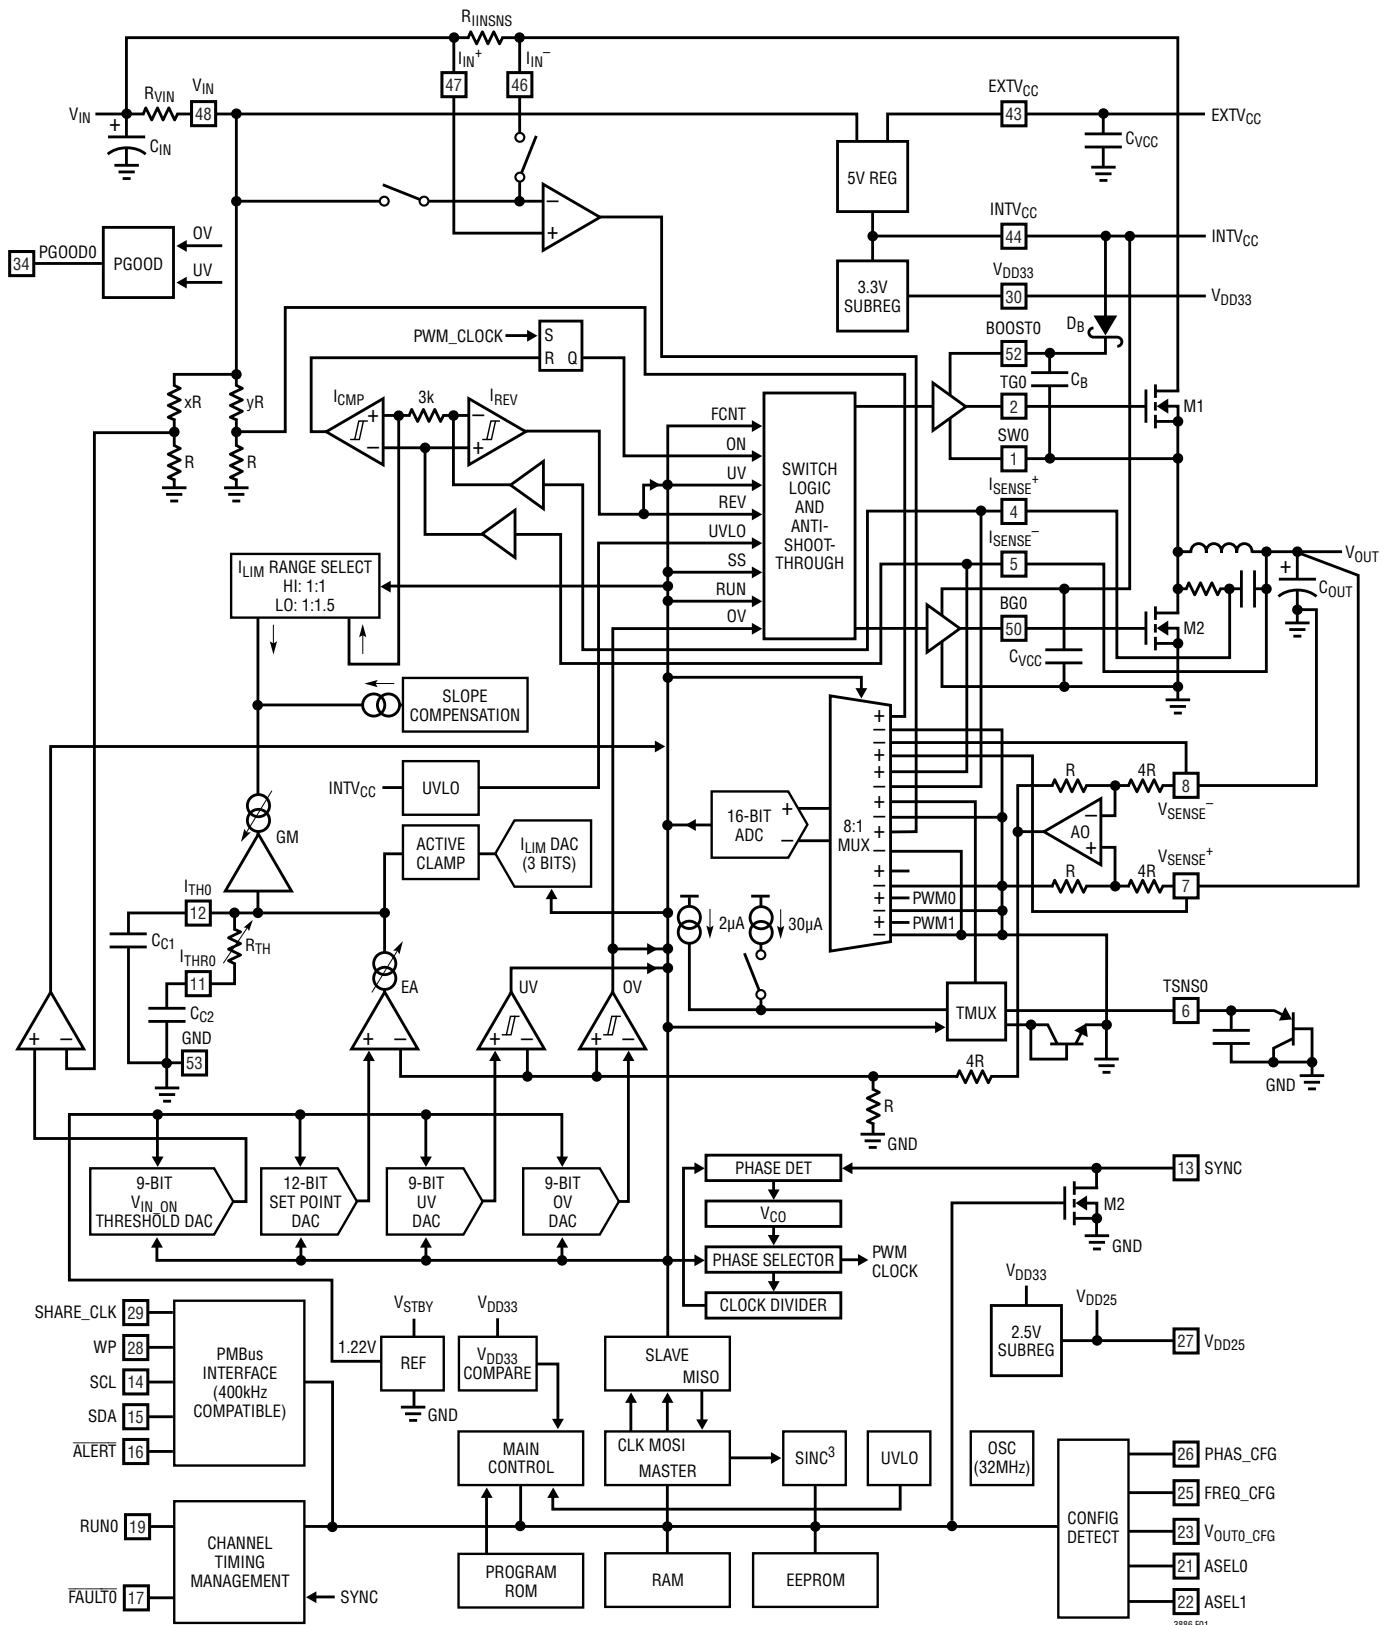 R_IINSNS
I_IN^+
I_IN^–
47
46
V_IN
R_VIN
V_IN
48
+
C_IN
EXTV_CC
43
EXTV_CC
C_VCC
5V REG
–
+
INTV_CC
44
INTV_CC
34
PGOOD0
PGOOD
OV
UV
3.3V
SUBREG
V_DD33
30
V_DD33
PWM_CLOCK
S
R Q
BOOST0
52
D_B
C_B
TG0
2
M1
SW0
1
xR
yR
R
R
I_CMP
+
–
3k
I_REV
–
+
FCNT
ON
UV
REV
UVLO
SS
RUN
OV
SWITCH
LOGIC
AND
ANTI-
SHOOT-
THROUGH
I_SENSE^+
4
I_SENSE^–
5
V_OUT
+
C_OUT
I_LIM RANGE SELECT
HI: 1:1
LO: 1:1.5
BG0
50
M2
C_VCC
SLOPE
COMPENSATION
INTV_CC
UVLO
GM
ACTIVE
CLAMP
I_LIM DAC
(3 BITS)
16-BIT
ADC
+
–
8:1
MUX
+
–
–
+
+
–
+
–
+
–
+
–
+
–
+
–
PWM0
PWM1
R
4R
8
V_SENSE^–
AO
–
+
R
4R
V_SENSE^+
7
2µA
30µA
I_TH0
12
C_C1
R_TH
I_THR0
11
C_C2
GND
53
EA
UV
OV
+ –
+ –
+ –
+ –
TMUX
TSNS0
6
GND
4R
R
GND
9-BIT
V_IN_ON
THRESHOLD DAC
12-BIT
SET POINT
DAC
9-BIT
UV
DAC
9-BIT
OV
DAC
PHASE DET
V_CO
PHASE SELECTOR
CLOCK DIVIDER
PWM
CLOCK
13
SYNC
M2
GND
SHARE_CLK
29
WP
28
SCL
14
SDA
15
ALERT
16
PMBus
INTERFACE
(400kHz
COMPATIBLE)
1.22V
V_STBY
REF
GND
V_DD33
V_DD33
COMPARE
SLAVE
MISO
V_DD33
V_DD25
2.5V
SUBREG
27
V_DD25
MAIN
CONTROL
CLK MOSI
MASTER
SINC^3
UVLO
OSC
(32MHz)
RUN0
19
FAULT0
17
CHANNEL
TIMING
MANAGEMENT
SYNC
PROGRAM
ROM
RAM
EEPROM
CONFIG
DETECT
26
PHAS_CFG
25
FREQ_CFG
23
V_OUT0_CFG
21
ASEL0
22
ASEL1
3886 F01